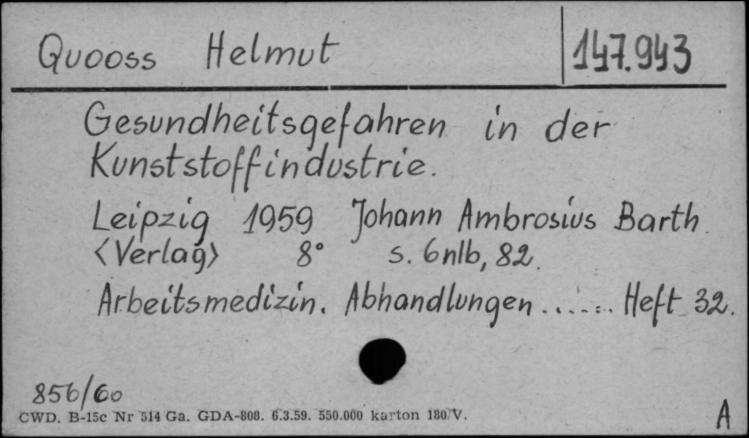 Quooss Helmut 147.943
Gesundheitsgefahren in der
Kunststoffindustrie.
Leipzig 1959 Johann Ambrosius Barth
<Verlag> 8° s. 6nlb, 82.
Arbeitsmedizin. Abhandlungen ...... Heft 32.
856/60
CWD. B-15c Nr 514 Ga. GDA-808. 6.3.59. 550.000 karton 180/V.
A